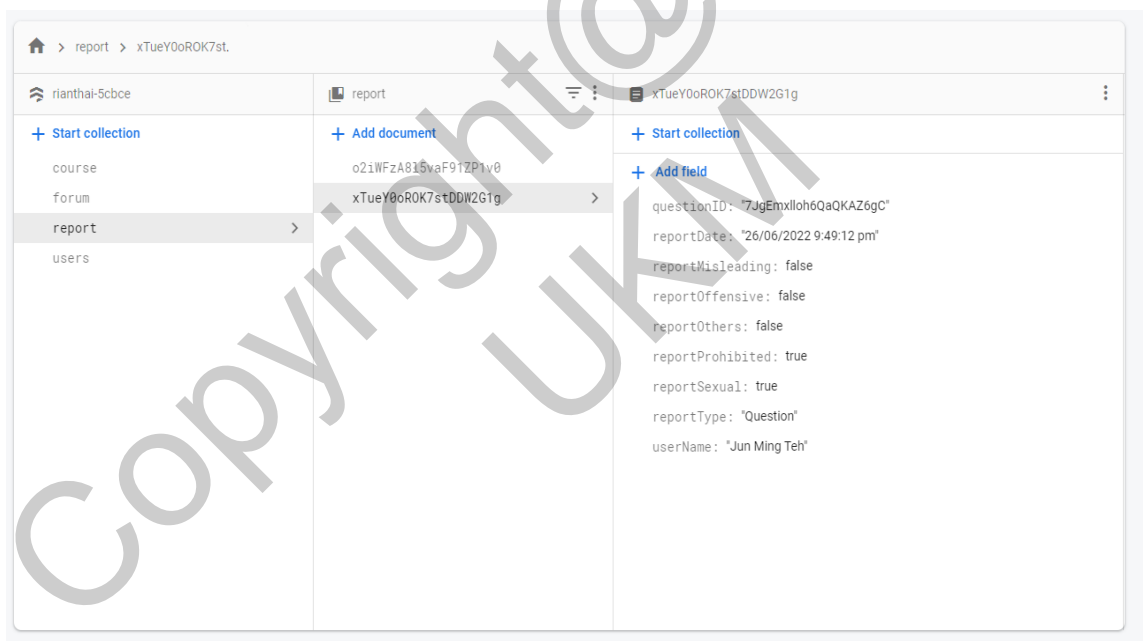 report > xTueY0oROK7st.
rianthai-5cbce
+ Start collection
course
forum
report
users
report
+ Add document
o2iWFzA8l5vaF91ZP1v0
xTueY0oROK7stDDW2G1g
xTueY0oROK7stDDW2G1g
+ Start collection
+ Add field
questionID: "7JgEmxlloh6QaQKAZ6gC"
reportDate: "26/06/2022 9:49:12 pm"
reportMisleading: false
reportOffensive: false
reportOthers: false
reportProhibited: true
reportSexual: true
reportType: "Question"
userName: "Jun Ming Teh"
Copyright@
UKM